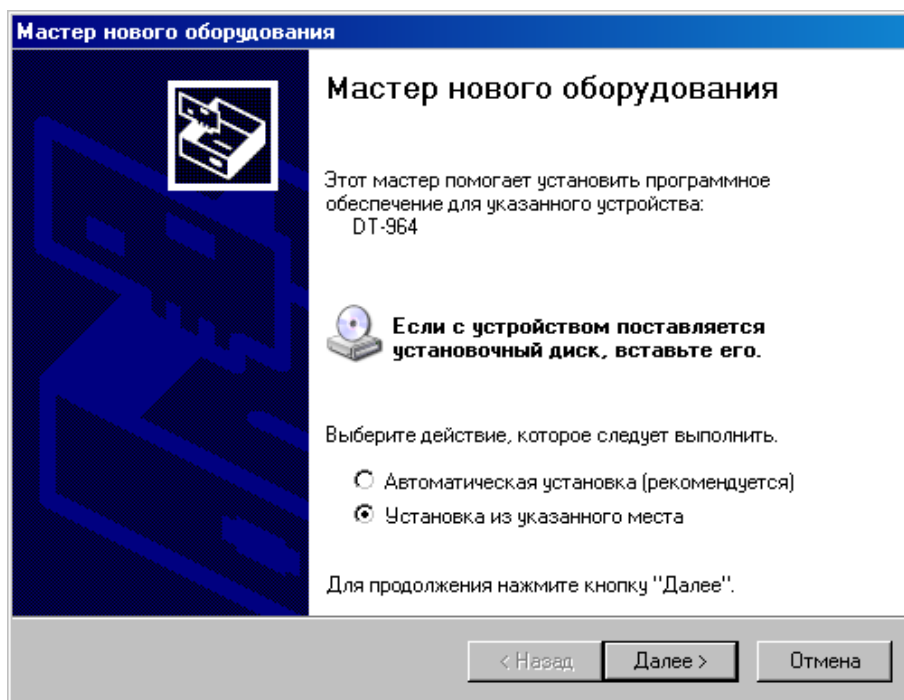 Мастер нового оборудования
Мастер нового оборудования
Этот мастер помогает установить программное
обеспечение для указанного устройства:
DT-964
Если с устройством поставляется
установочный диск, вставьте его.
Выберите действие, которое следует выполнить.
Автоматическая установка (рекомендуется)
Установка из указанного места
Для продолжения нажмите кнопку "Далее".
< Назад Далее > Отмена